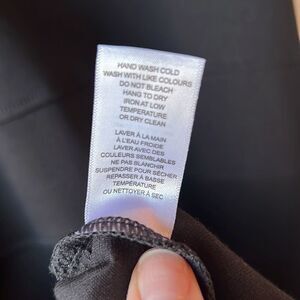 HAND WASH COLD
WASH WITH LIKE COLOURS
DO NOT BLEACH
HANG TO DRY
IRON AT LOW
TEMPERATURE
OR DRY CLEAN
LAVER À LA MAIN
À L'EAU FROIDE
LAVER AVEC DES
COULEURS SEMBLABLES
NE PAS BLANCHIR
SUSPENDRE POUR SÉCHER
REPASSER À BASSE
TEMPÉRATURE
OU NETTOYER À SEC